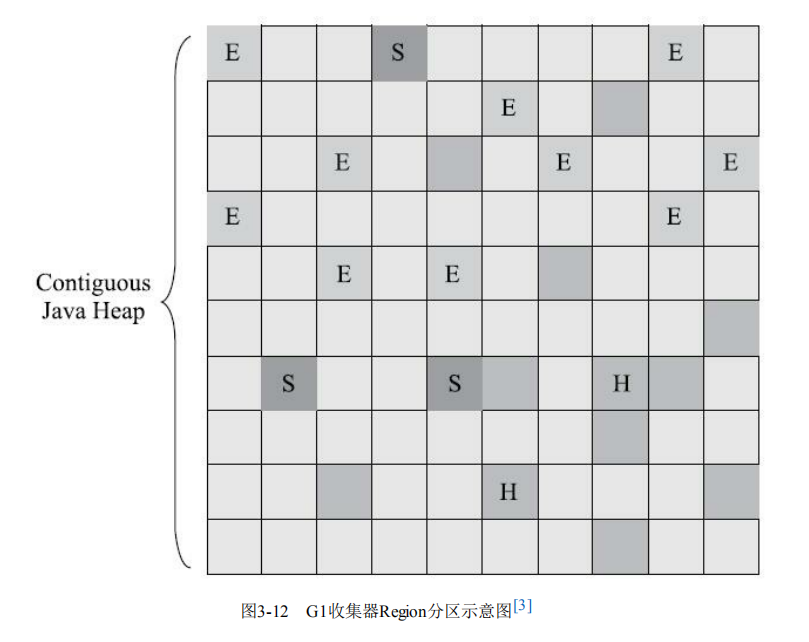 E S E
E
E E E
E E
Contiguous
Java Heap
E E
S S H
H
图3-12 G1收集器Region分区示意图[3]